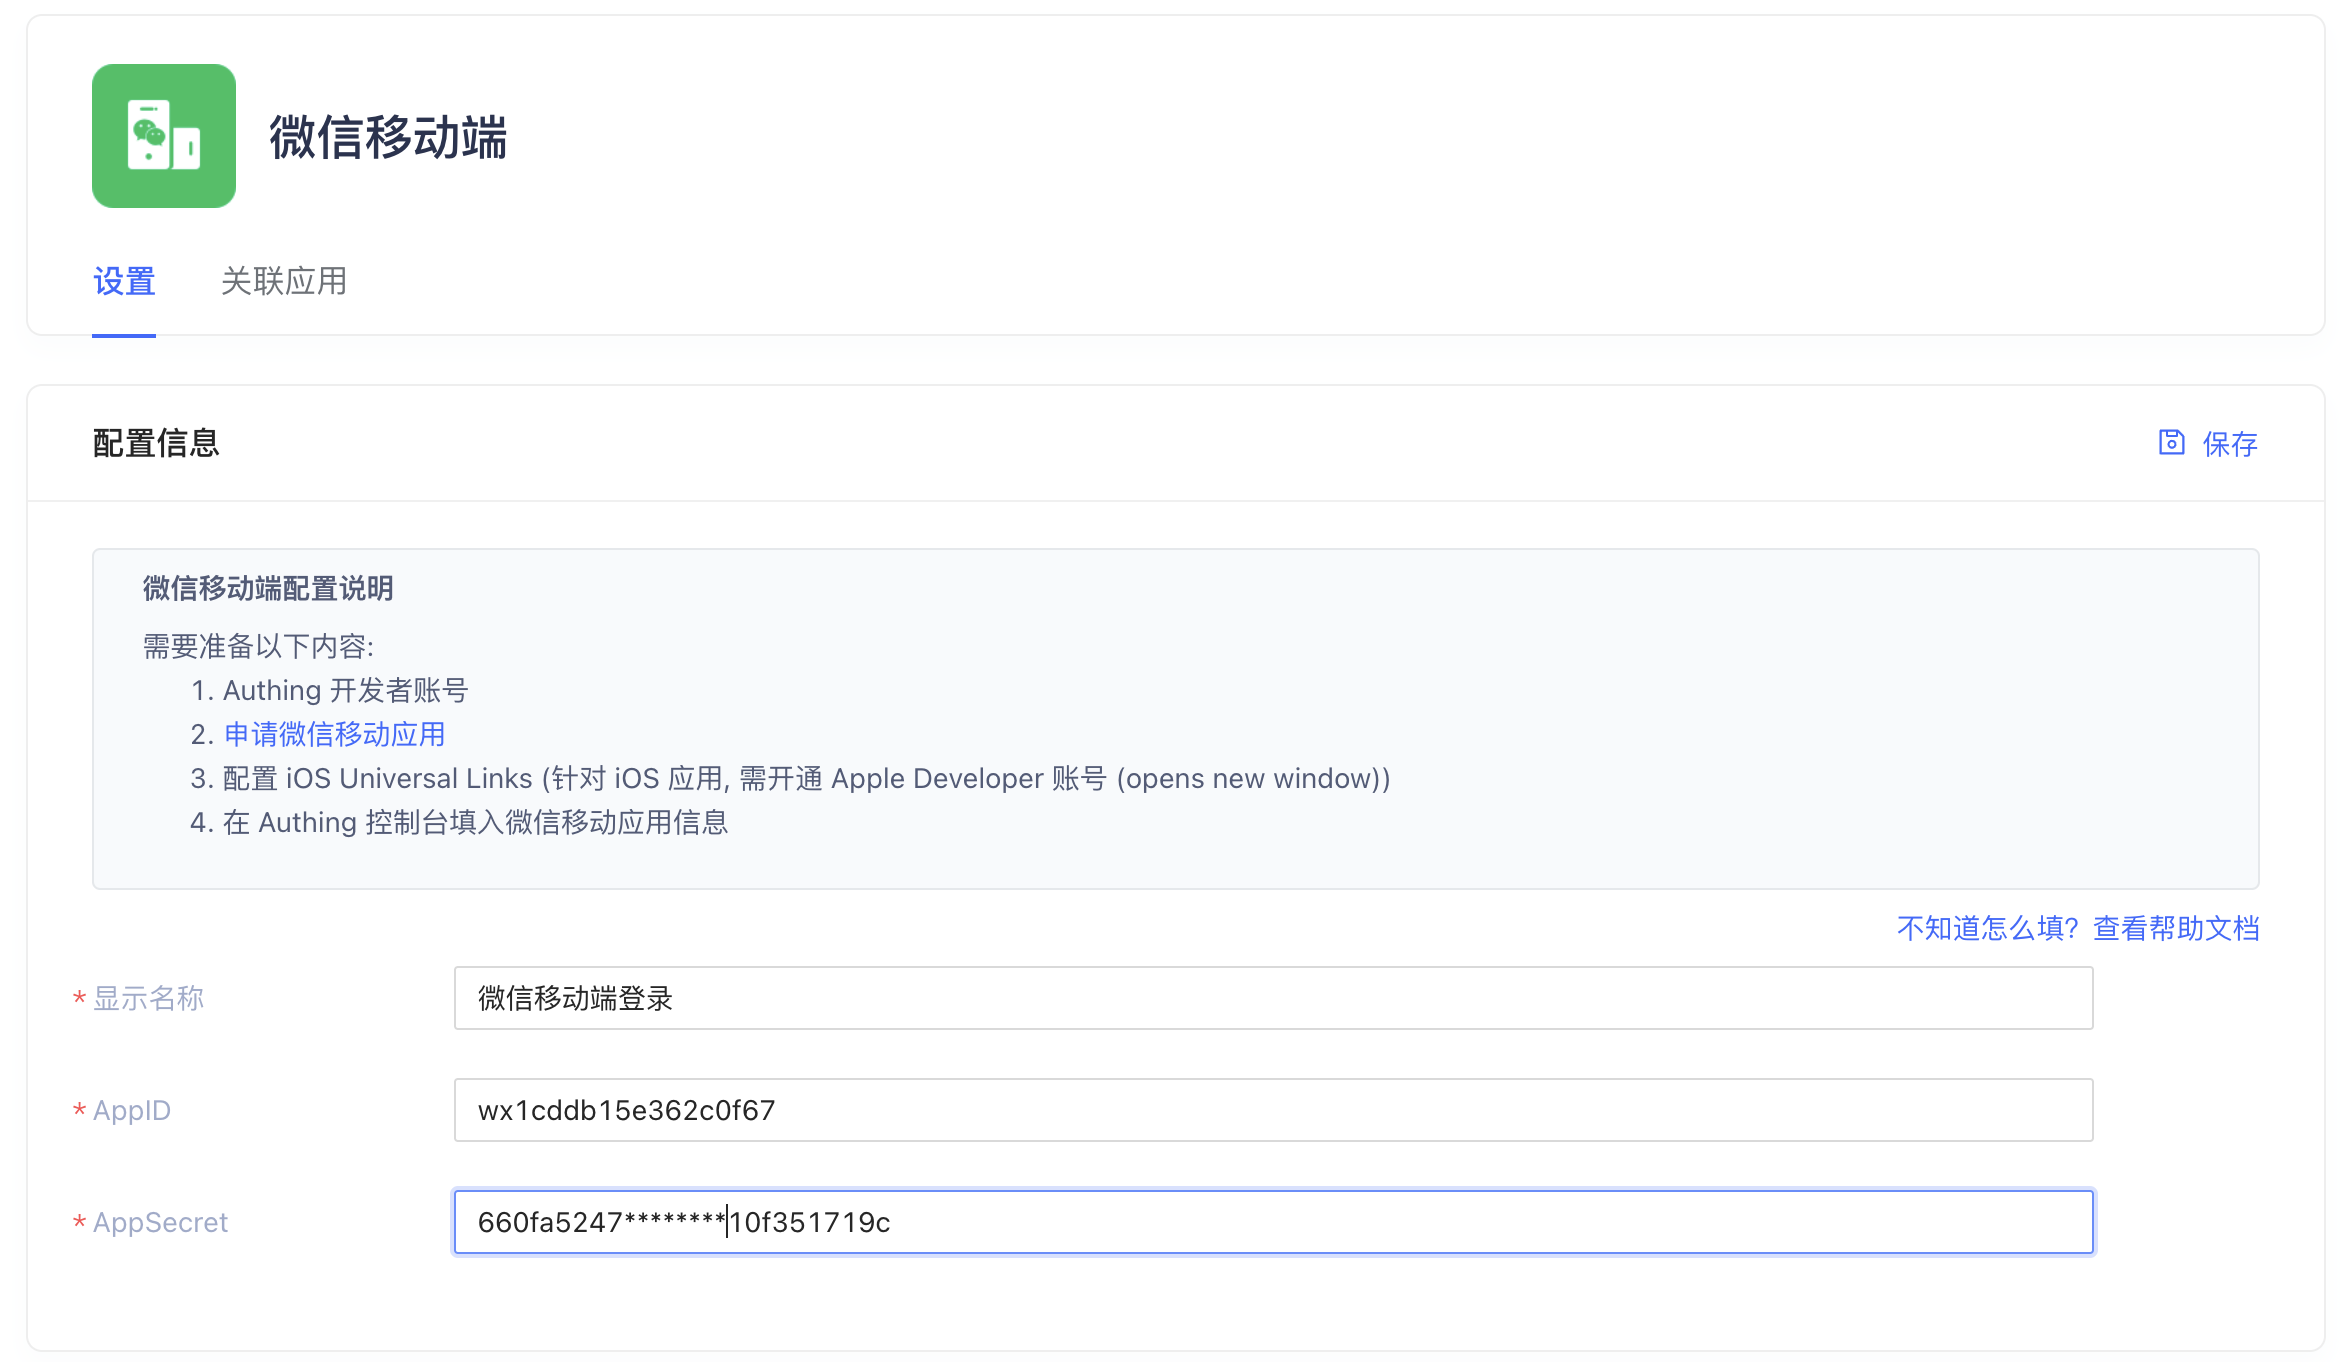 微信移动端
设置 关联应用
配置信息
保存
微信移动端配置说明
需要准备以下内容:
1. Authing 开发者账号
2. 申请微信移动应用
3. 配置 iOS Universal Links (针对 iOS 应用, 需开通 Apple Developer 账号 (opens new window))
4. 在 Authing 控制台填入微信移动应用信息
不知道怎么填？查看帮助文档
* 显示名称 微信移动端登录
* AppID wx1cddb15e362c0f67
* AppSecret 660fa5247********10f351719c